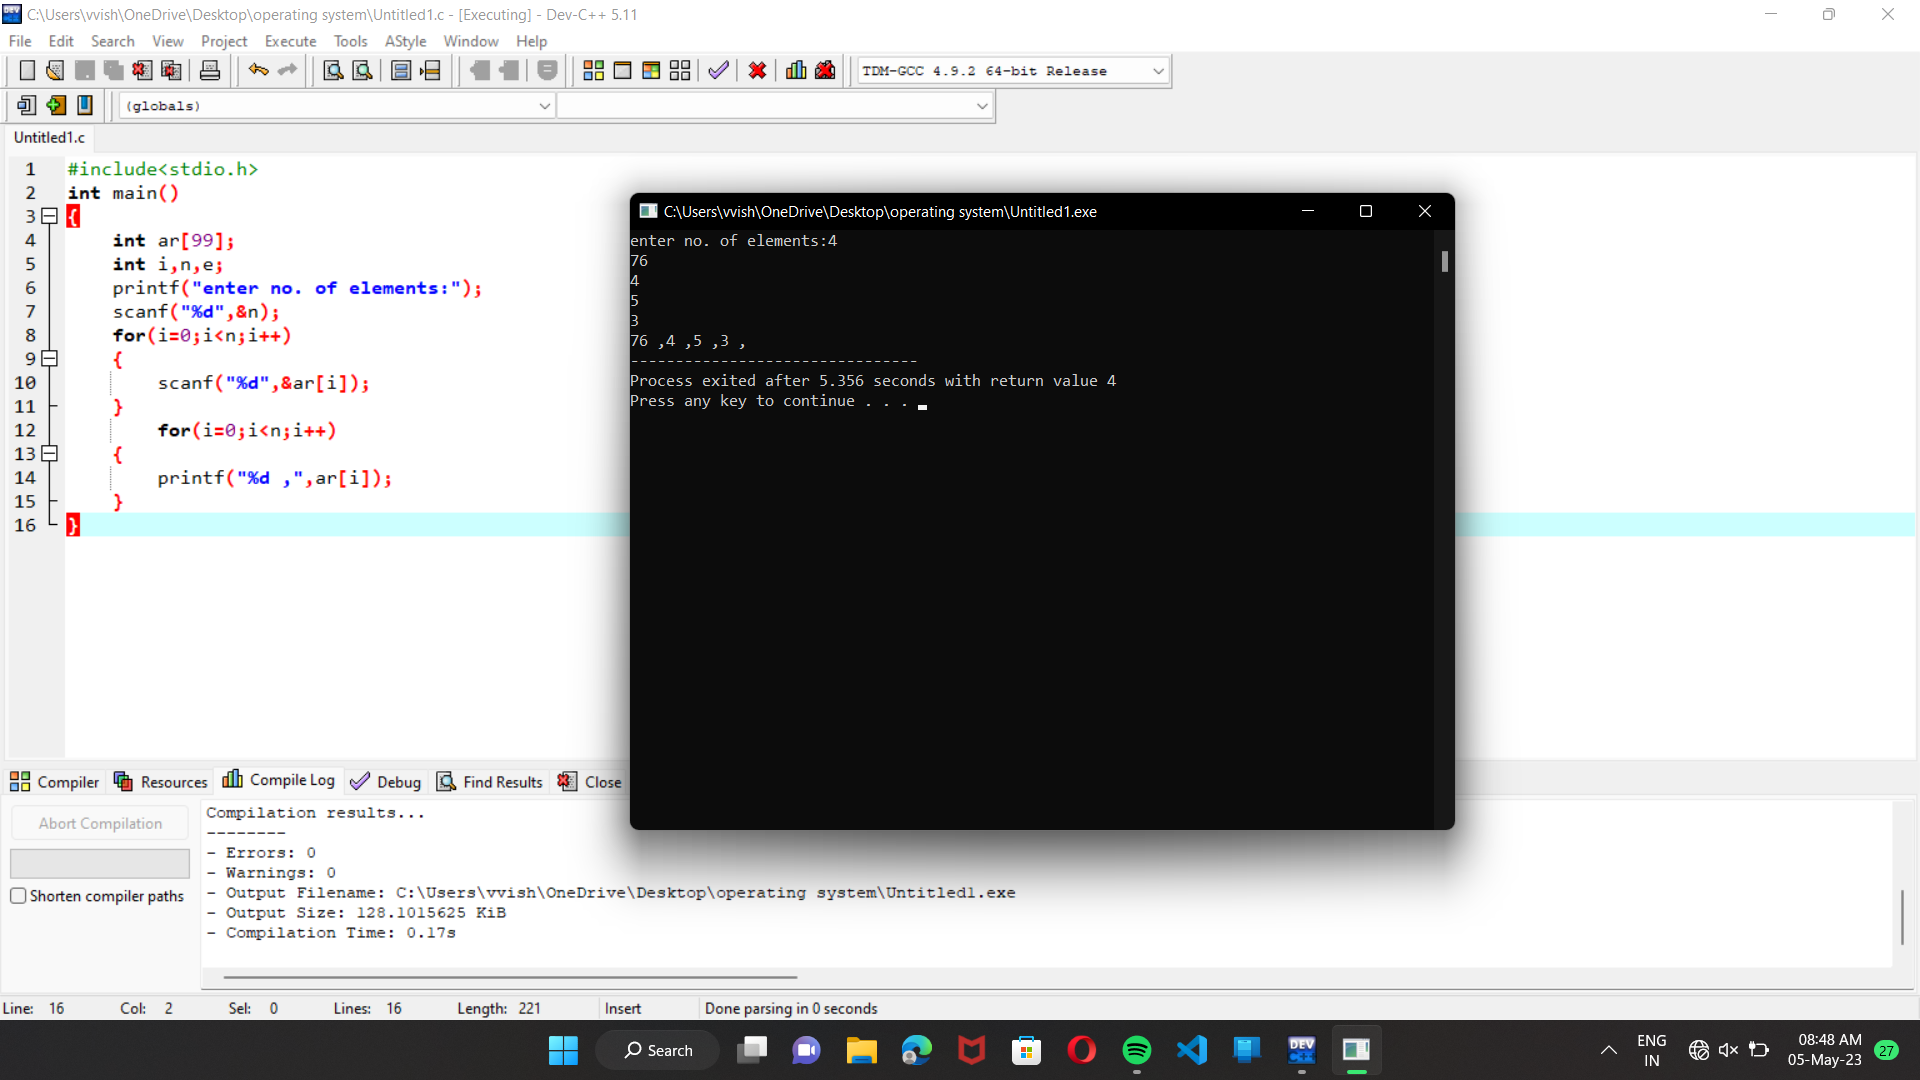 C:\Users\vvish\OneDrive\Desktop\operating system\Untitled1.c - [Executing] - Dev-C++ 5.11
File Edit Search View Project Execute Tools AStyle Window Help
TDM-GCC 4.9.2 64-bit Release
(globals)
Untitled1.c
1 #include<stdio.h>
2 int main()
3 {
4 int ar[99];
5 int i,n,e;
6 printf("enter no. of elements:");
7 scanf("%d",&n);
8 for(i=0;i<n;i++)
9 {
10 scanf("%d",&ar[i]);
11 }
12 for(i=0;i<n;i++)
13 {
14 printf("%d ,",ar[i]);
15 }
16 }
C:\Users\vvish\OneDrive\Desktop\operating system\Untitled1.exe
enter no. of elements:4
76
4
5
3
76 ,4 ,5 ,3 ,
--------------------------------
Process exited after 5.356 seconds with return value 4
Press any key to continue . . .
Compiler Resources Compile Log Debug Find Results Close
Abort Compilation
Shorten compiler paths
Compilation results...
--------
- Errors: 0
- Warnings: 0
- Output Filename: C:\Users\vvish\OneDrive\Desktop\operating system\Untitled1.exe
- Output Size: 128.1015625 KiB
- Compilation Time: 0.17s
Line: 16 Col: 2 Sel: 0 Lines: 16 Length: 221 Insert Done parsing in 0 seconds
Search
DEV C++
ENG
IN
08:48 AM
05-May-23
27